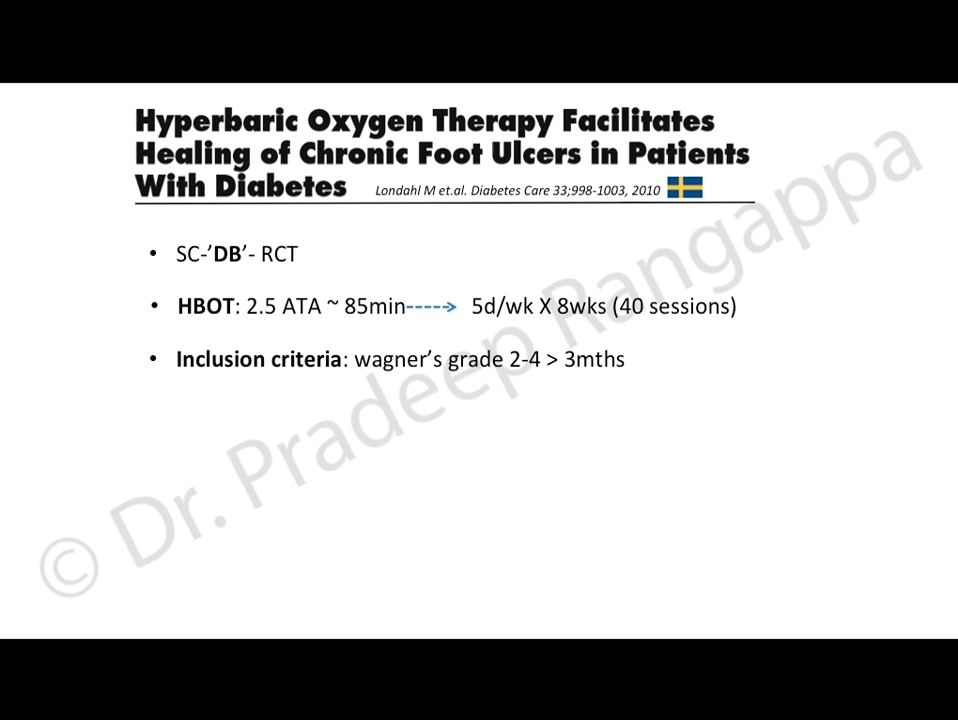 Hyperbaric Oxygen Therapy Facilitates
Healing of Chronic Foot Ulcers in Patients
With Diabetes Londahl M et.al. Diabetes Care 33;998-1003, 2010
• SC-’DB’- RCT
• HBOT: 2.5 ATA ~ 85min----→ 5d/wk X 8wks (40 sessions)
• Inclusion criteria: wagner’s grade 2-4 > 3mths
© Dr. Pradeep Rangappa